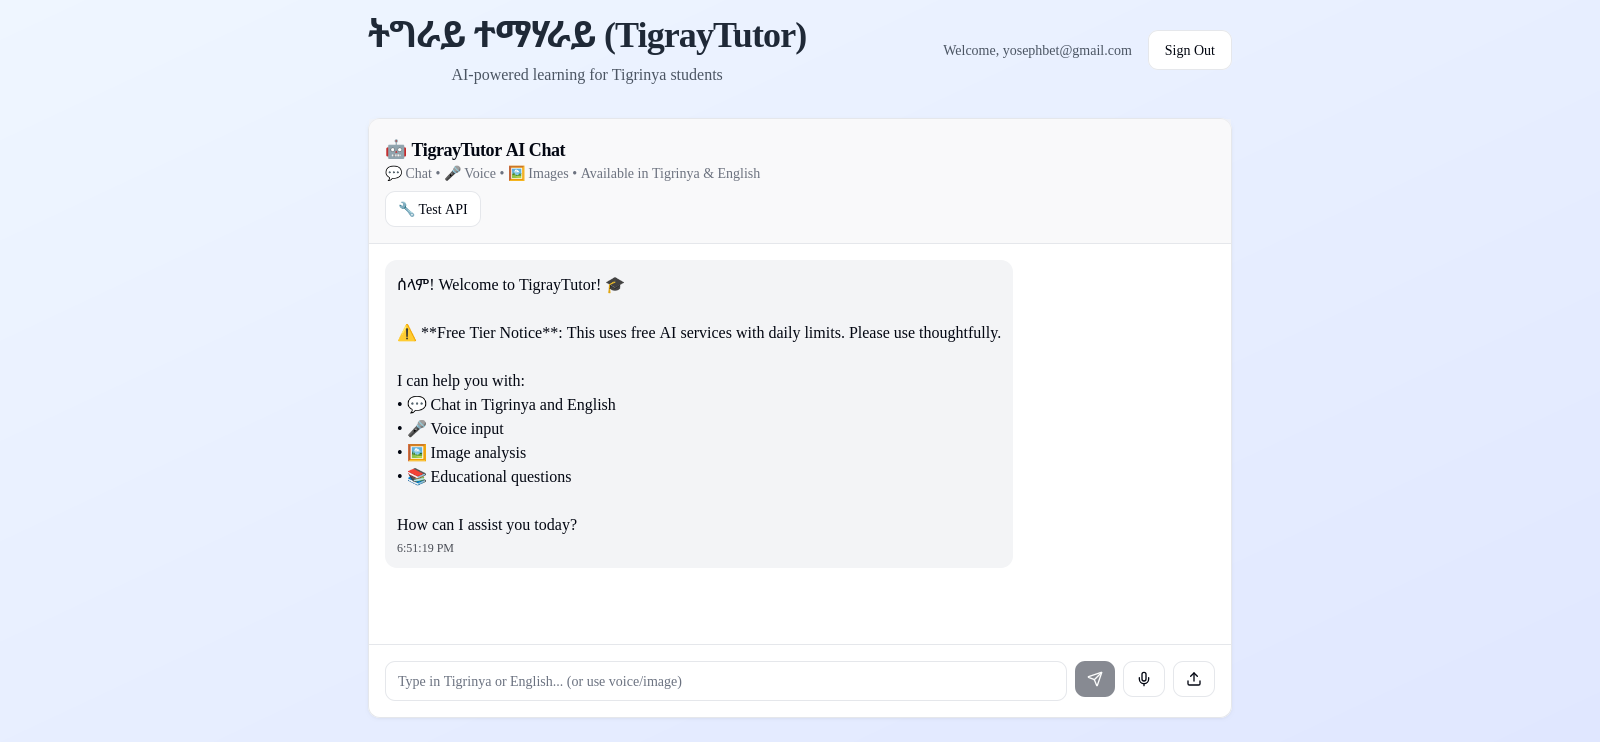 ትግራይ ተማሃራይ (TigrayTutor)
AI-powered learning for Tigrinya students
Welcome, yosephbet@gmail.com
Sign Out
🤖 TigrayTutor AI Chat
💬 Chat • 🎤 Voice • 🖼️ Images • Available in Tigrinya & English
🔧 Test API
ሰላም! Welcome to TigrayTutor! 🎓
⚠️ **Free Tier Notice**: This uses free AI services with daily limits. Please use thoughtfully.
I can help you with:
• 💬 Chat in Tigrinya and English
• 🎤 Voice input
• 🖼️ Image analysis
• 📚 Educational questions
How can I assist you today?
6:51:19 PM
Type in Tigrinya or English... (or use voice/image)